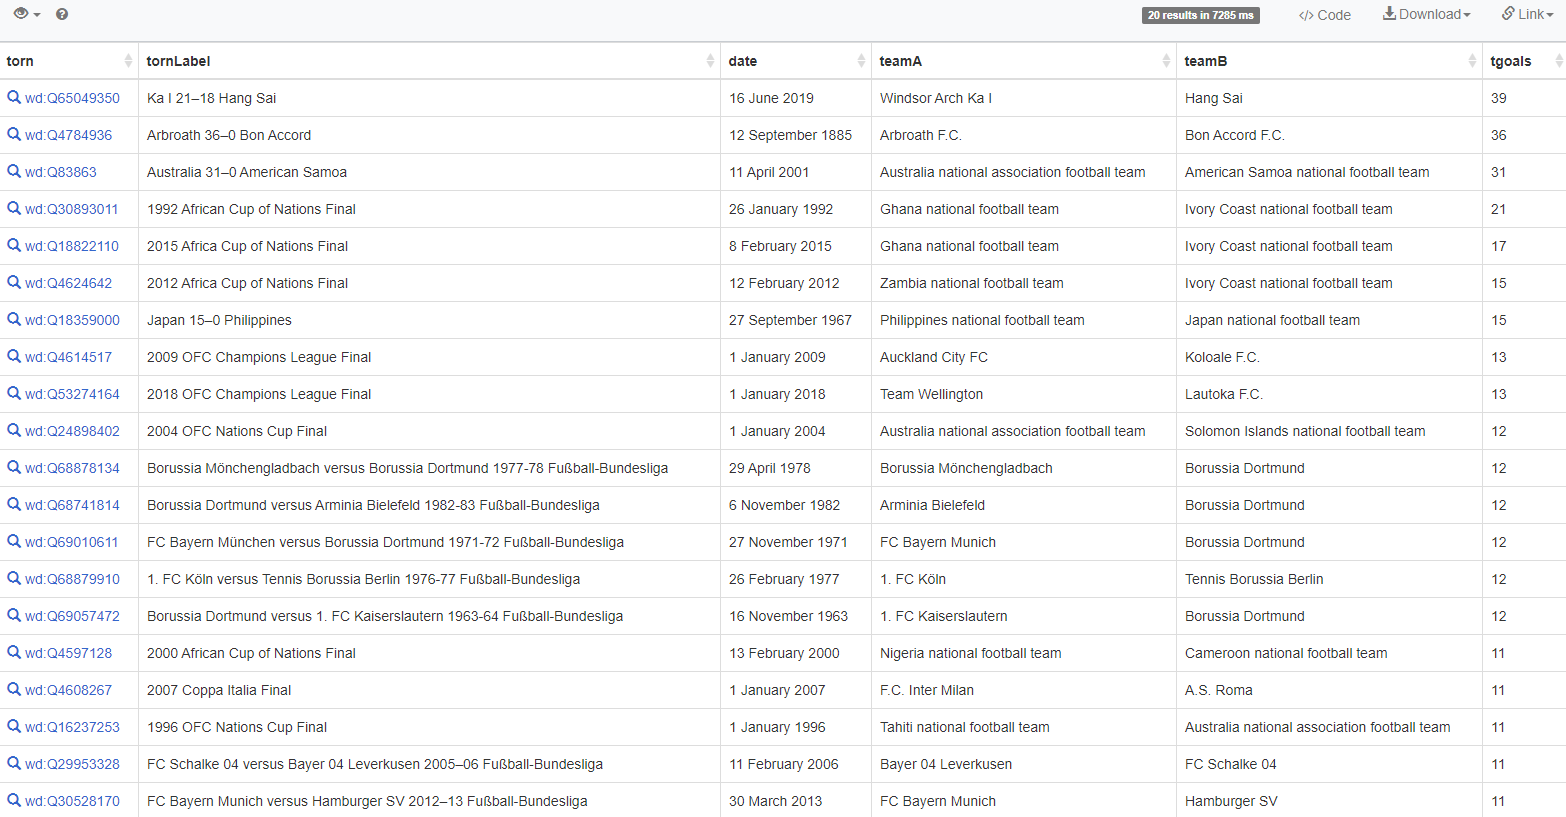 20 results in 7285 ms </> Code Download Link
torn tornLabel date teamA teamB tgoals
wd:Q65049350 Ka I 21–18 Hang Sai 16 June 2019 Windsor Arch Ka I Hang Sai 39
wd:Q4784936 Arbroath 36–0 Bon Accord 12 September 1885 Arbroath F.C. Bon Accord F.C. 36
wd:Q83863 Australia 31–0 American Samoa 11 April 2001 Australia national association football team American Samoa national football team 31
wd:Q30893011 1992 African Cup of Nations Final 26 January 1992 Ghana national football team Ivory Coast national football team 21
wd:Q18822110 2015 Africa Cup of Nations Final 8 February 2015 Ghana national football team Ivory Coast national football team 17
wd:Q4624642 2012 Africa Cup of Nations Final 12 February 2012 Zambia national football team Ivory Coast national football team 15
wd:Q18359000 Japan 15–0 Philippines 27 September 1967 Philippines national football team Japan national football team 15
wd:Q4614517 2009 OFC Champions League Final 1 January 2009 Auckland City FC Koloale F.C. 13
wd:Q53274164 2018 OFC Champions League Final 1 January 2018 Team Wellington Lautoka F.C. 13
wd:Q24898402 2004 OFC Nations Cup Final 1 January 2004 Australia national association football team Solomon Islands national football team 12
wd:Q68878134 Borussia Mönchengladbach versus Borussia Dortmund 1977-78 Fußball-Bundesliga 29 April 1978 Borussia Mönchengladbach Borussia Dortmund 12
wd:Q68741814 Borussia Dortmund versus Arminia Bielefeld 1982-83 Fußball-Bundesliga 6 November 1982 Arminia Bielefeld Borussia Dortmund 12
wd:Q69010611 FC Bayern München versus Borussia Dortmund 1971-72 Fußball-Bundesliga 27 November 1971 FC Bayern Munich Borussia Dortmund 12
wd:Q68879910 1. FC Köln versus Tennis Borussia Berlin 1976-77 Fußball-Bundesliga 26 February 1977 1. FC Köln Tennis Borussia Berlin 12
wd:Q69057472 Borussia Dortmund versus 1. FC Kaiserslautern 1963-64 Fußball-Bundesliga 16 November 1963 1. FC Kaiserslautern Borussia Dortmund 12
wd:Q4597128 2000 African Cup of Nations Final 13 February 2000 Nigeria national football team Cameroon national football team 11
wd:Q4608267 2007 Coppa Italia Final 1 January 2007 F.C. Inter Milan A.S. Roma 11
wd:Q16237253 1996 OFC Nations Cup Final 1 January 1996 Tahiti national football team Australia national association football team 11
wd:Q29953328 FC Schalke 04 versus Bayer 04 Leverkusen 2005–06 Fußball-Bundesliga 11 February 2006 Bayer 04 Leverkusen FC Schalke 04 11
wd:Q30528170 FC Bayern Munich versus Hamburger SV 2012–13 Fußball-Bundesliga 30 March 2013 FC Bayern Munich Hamburger SV 11